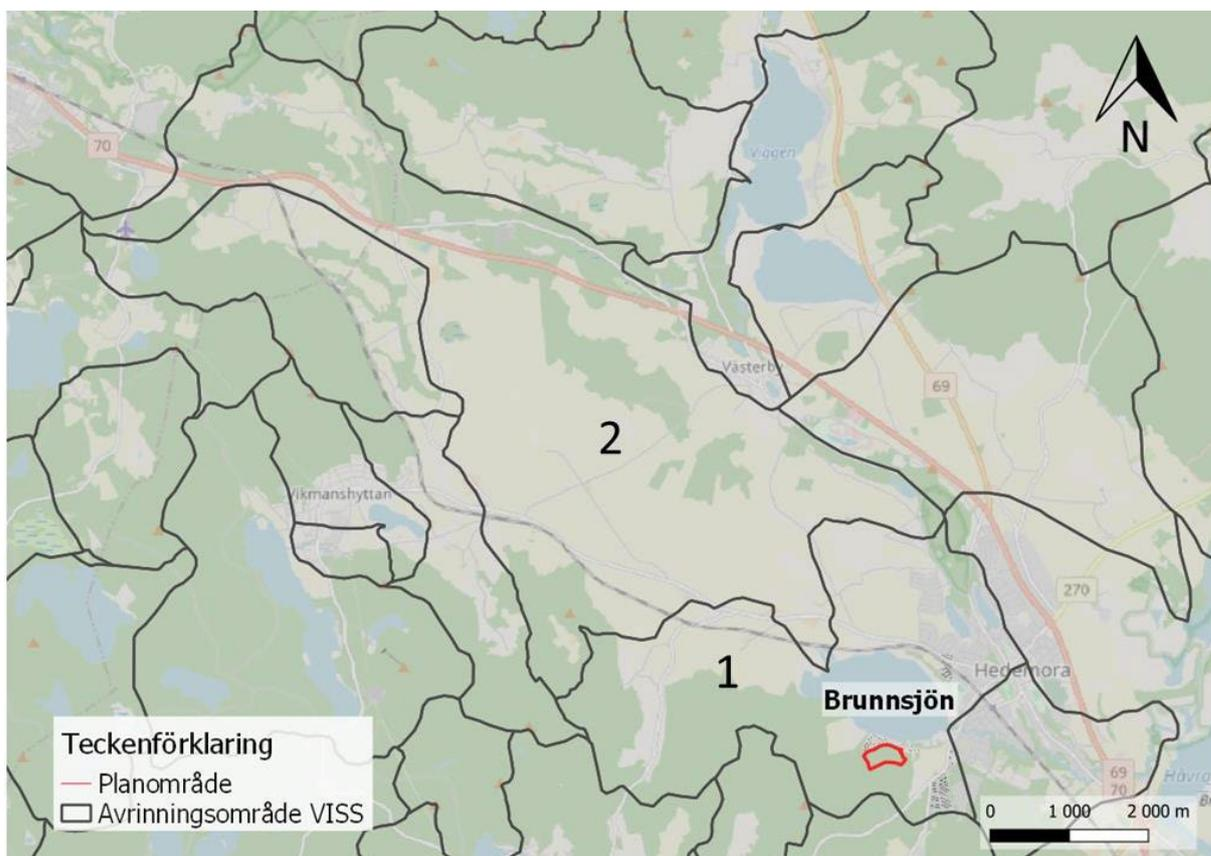 N
Viggen
70
Västerby
69
2
Vikmanshyttan
270
1
Hedemora
Brunnsjön
Teckenförklaring
Planområde
Avrinningsområde VISS
69
70
0 1 000 2 000 m